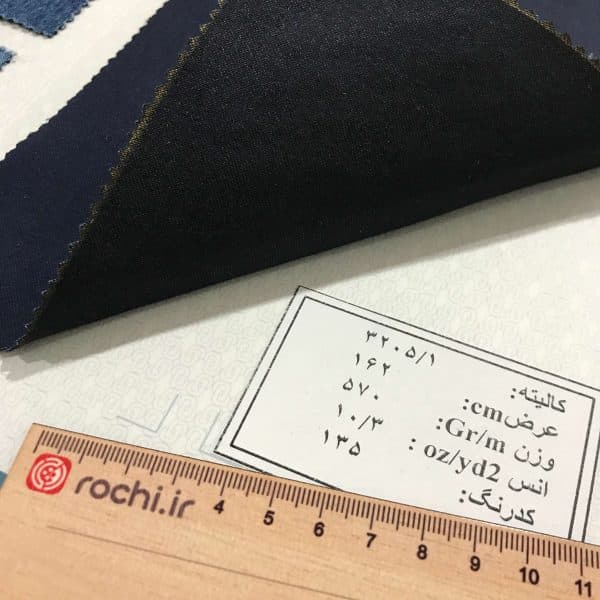 کالیته: ۳۲۰۵/۱
عرض cm: ۱۶۲
وزن Gr/m: ۵۷۰
انس oz/yd2 : ۱۰/۳
کدرنگ: ۱۳۵
rochi.ir
4 5 6 7 8 9 10 11